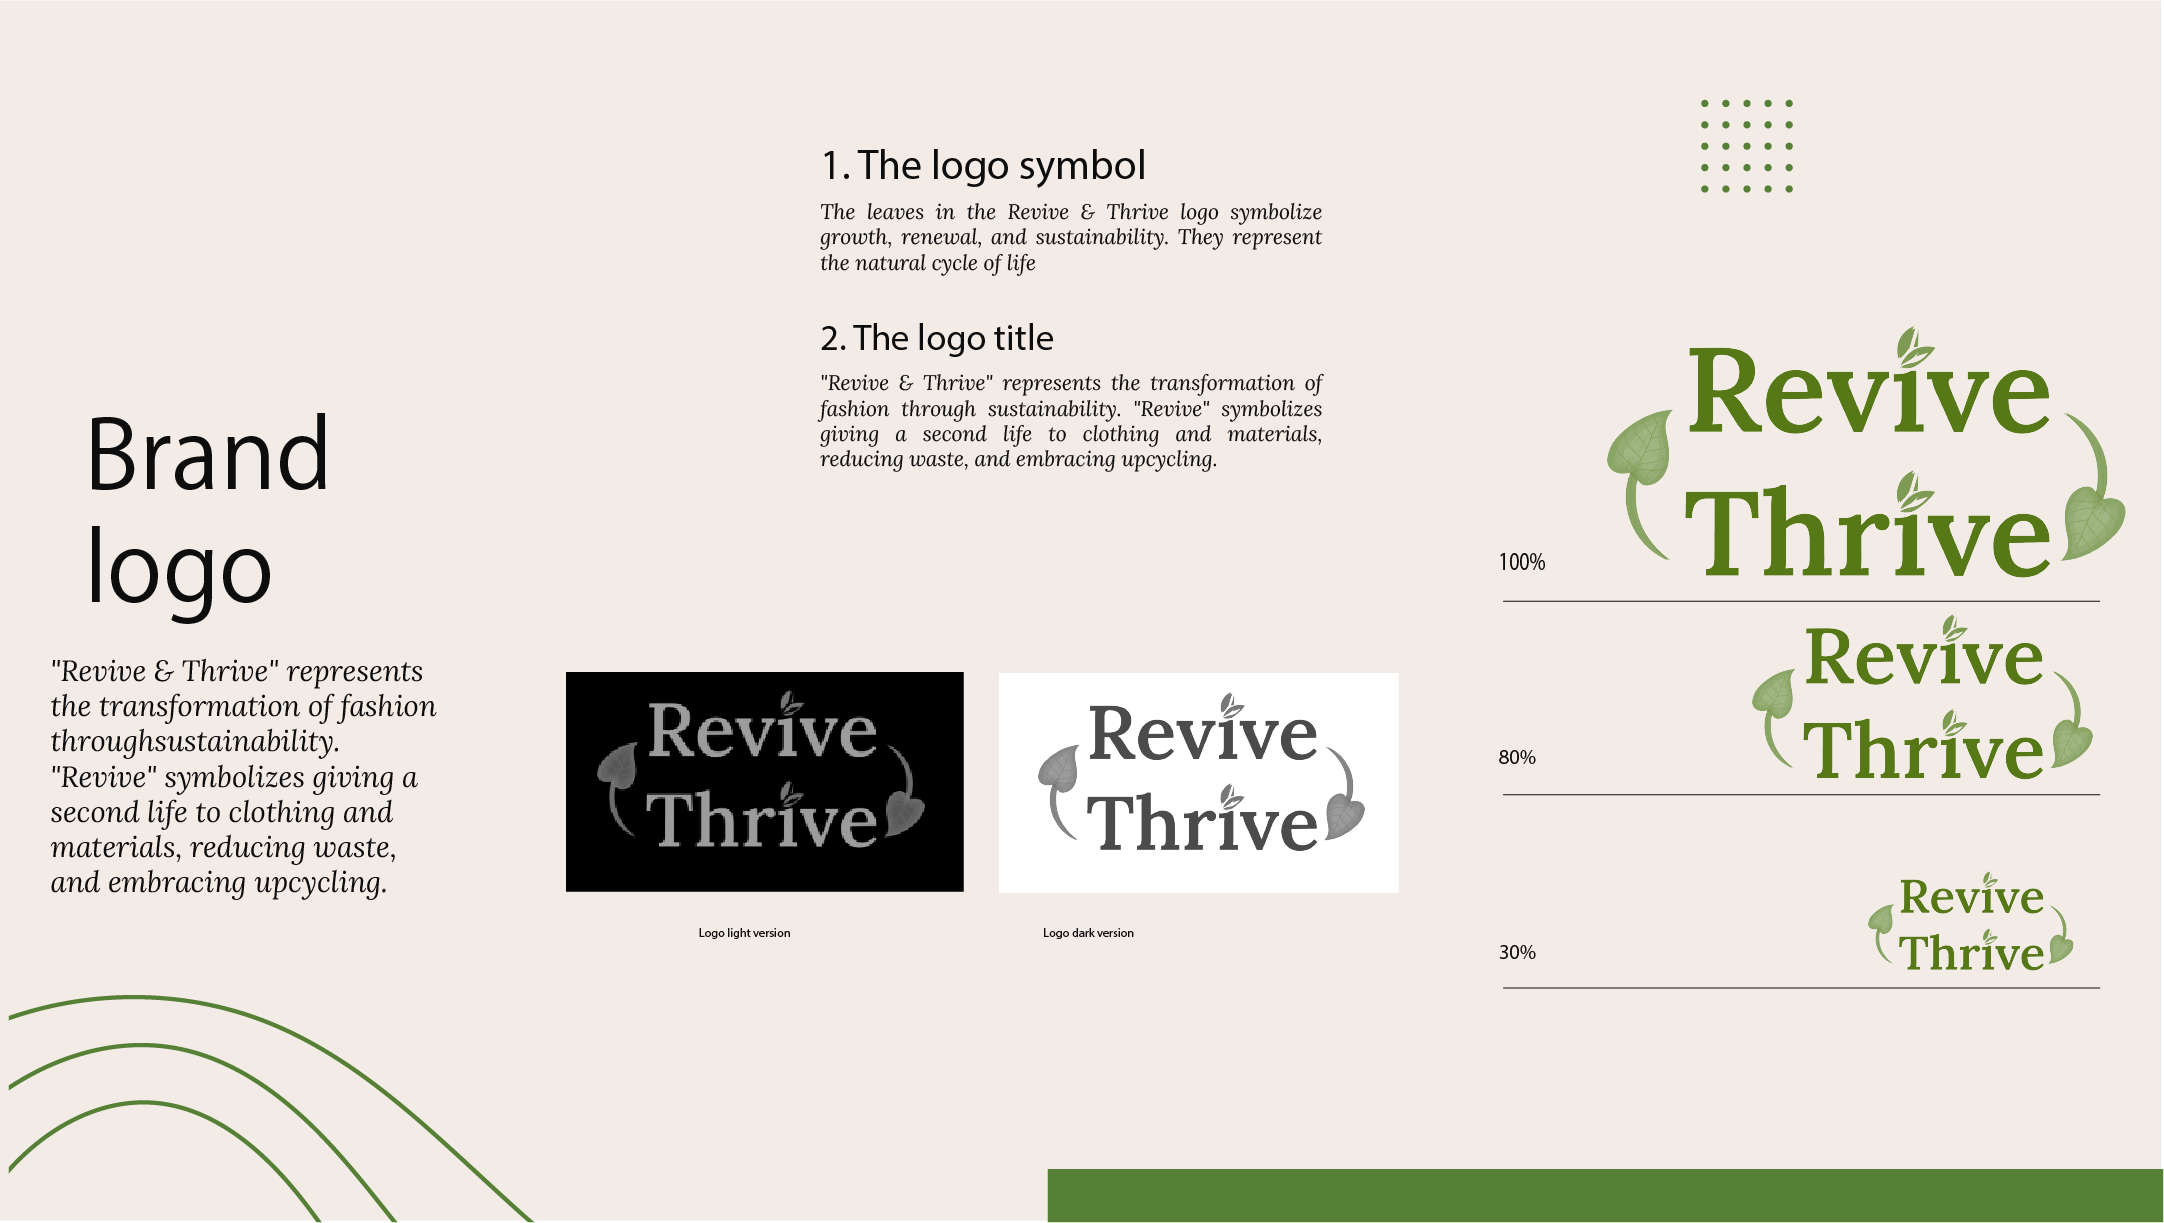 Brand
logo
"Revive & Thrive" represents
the transformation of fashion
throughsustainability.
"Revive" symbolizes giving a
second life to clothing and
materials, reducing waste,
and embracing upcycling.
1. The logo symbol
The leaves in the Revive & Thrive logo symbolize
growth, renewal, and sustainability. They represent
the natural cycle of life
2. The logo title
"Revive & Thrive" represents the transformation of
fashion through sustainability. "Revive" symbolizes
giving a second life to clothing and materials,
reducing waste, and embracing upcycling.
Revive
Thrive
Logo light version
Revive
Thrive
Logo dark version
Revive
Thrive
100%
Revive
Thrive
80%
Revive
Thrive
30%